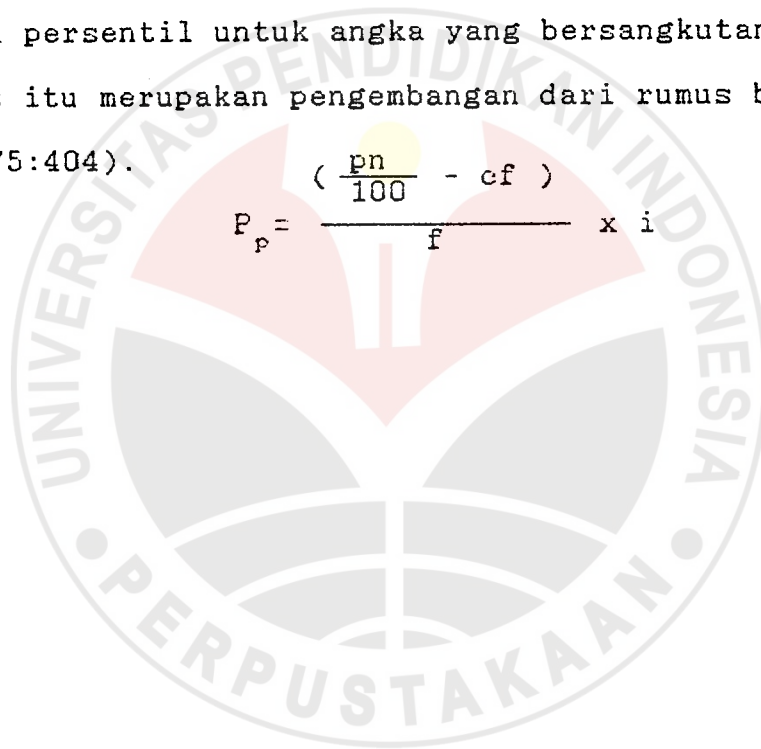 persentil untuk angka yang bersangkutan
itu merupakan pengembangan dari rumus
75:404).
( pn
100 - cf )
P_p = ――― x i
f
UNIVERSITAS PENDIDIKAN INDONESIA
PERPUSTAKAAN